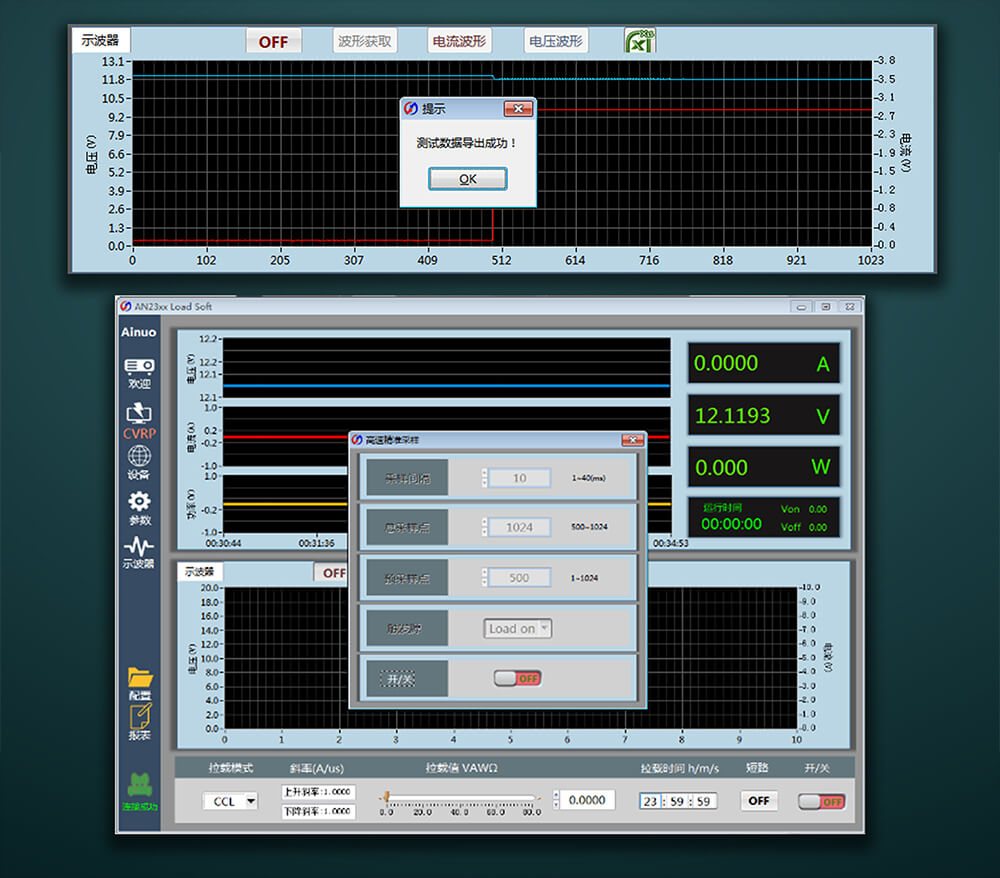 示波器
OFF
波形获取
电流波形
电压波形
13.1
11.8
10.5
9.2
7.9
6.6
5.2
3.9
2.6
1.3
0.0
电压(V)
3.8
3.5
3.1
2.7
2.3
1.9
1.5
1.2
0.8
0.4
0.0
电流(V)
0 102 205 307 409 512 614 716 818 921 1023
提示
测试数据导出成功！
OK
AN23xx Load Soft
Ainuo
欢迎
CVRP
设备
参数
示波器
配置
报表
连接成功
电压(V)
12.2
12.2
12.1
12.1
电流(A)
1.0
0.2
-0.2
-1.0
功率(V)
1.0
-0.2
-1.0
00:30:44 00:31:36 00:34:53
0.0000 A
12.1193 V
0.000 W
运行时间
00:00:00
Von 0.00
Voff 0.00
高速精准采样
采样间隔 10 1~40(ms)
总采样点 1024 500~1024
预采样点 500 1~1024
触发源 Load on
开/关 OFF
示波器
OFF
电压(V)
20.0
18.0
16.0
14.0
12.0
10.0
8.0
6.0
4.0
2.0
0.0
10.0
9.0
8.0
7.0
6.0
5.0
4.0
3.0
2.0
1.0
0.0
电流(V)
0 1 2 3 4 5 6 7 8 9 10
拉载模式 斜率(A/us) 拉载值 VAWΩ 拉载时间 h/m/s 短路 开/关
CCL
上升斜率:1.0000
下降斜率:1.0000
0.0 20.0 40.0 60.0 80.0
0.0000
23:59:59
OFF
OFF